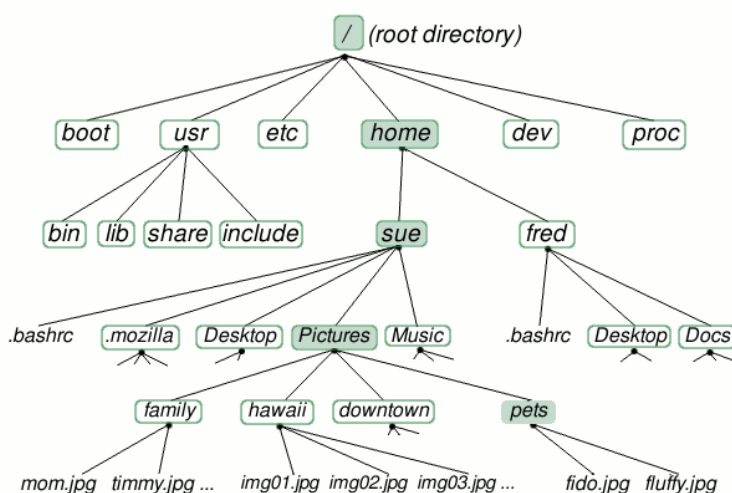 / (root directory)
boot usr etc home dev proc
bin lib share include sue fred
.bashrc .mozilla Desktop Pictures Music .bashrc Desktop Docs
family hawaii downtown pets
mom.jpg timmy.jpg ... img01.jpg img02.jpg img03.jpg ... fido.jpg fluffy.jpg